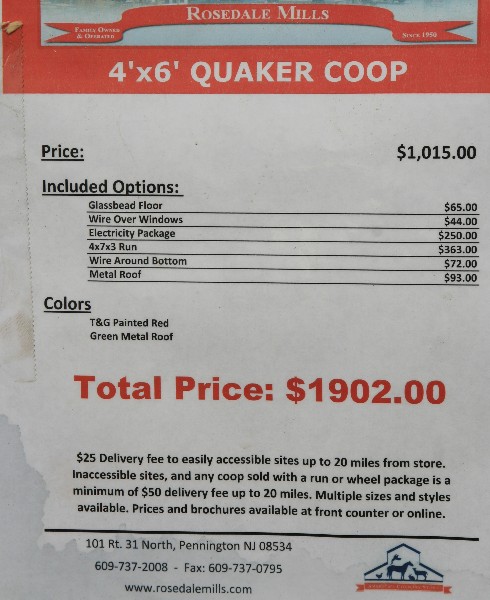 ROSEDALE MILLS
FAMILY OWNED
& OPERATED
SINCE 1950
4'x6' QUAKER COOP
Price: $1,015.00
Included Options:
Glassbead Floor $65.00
Wire Over Windows $44.00
Electricity Package $250.00
4x7x3 Run $363.00
Wire Around Bottom $72.00
Metal Roof $93.00
Colors
T&G Painted Red
Green Metal Roof
Total Price: $1902.00
$25 Delivery fee to easily accessible sites up to 20 miles from store.
Inaccessible sites, and any coop sold with a run or wheel package is a
minimum of $50 delivery fee up to 20 miles. Multiple sizes and styles
available. Prices and brochures available at front counter or online.
101 Rt. 31 North, Pennington NJ 08534
609-737-2008 - Fax: 609-737-0795
www.rosedalemills.com